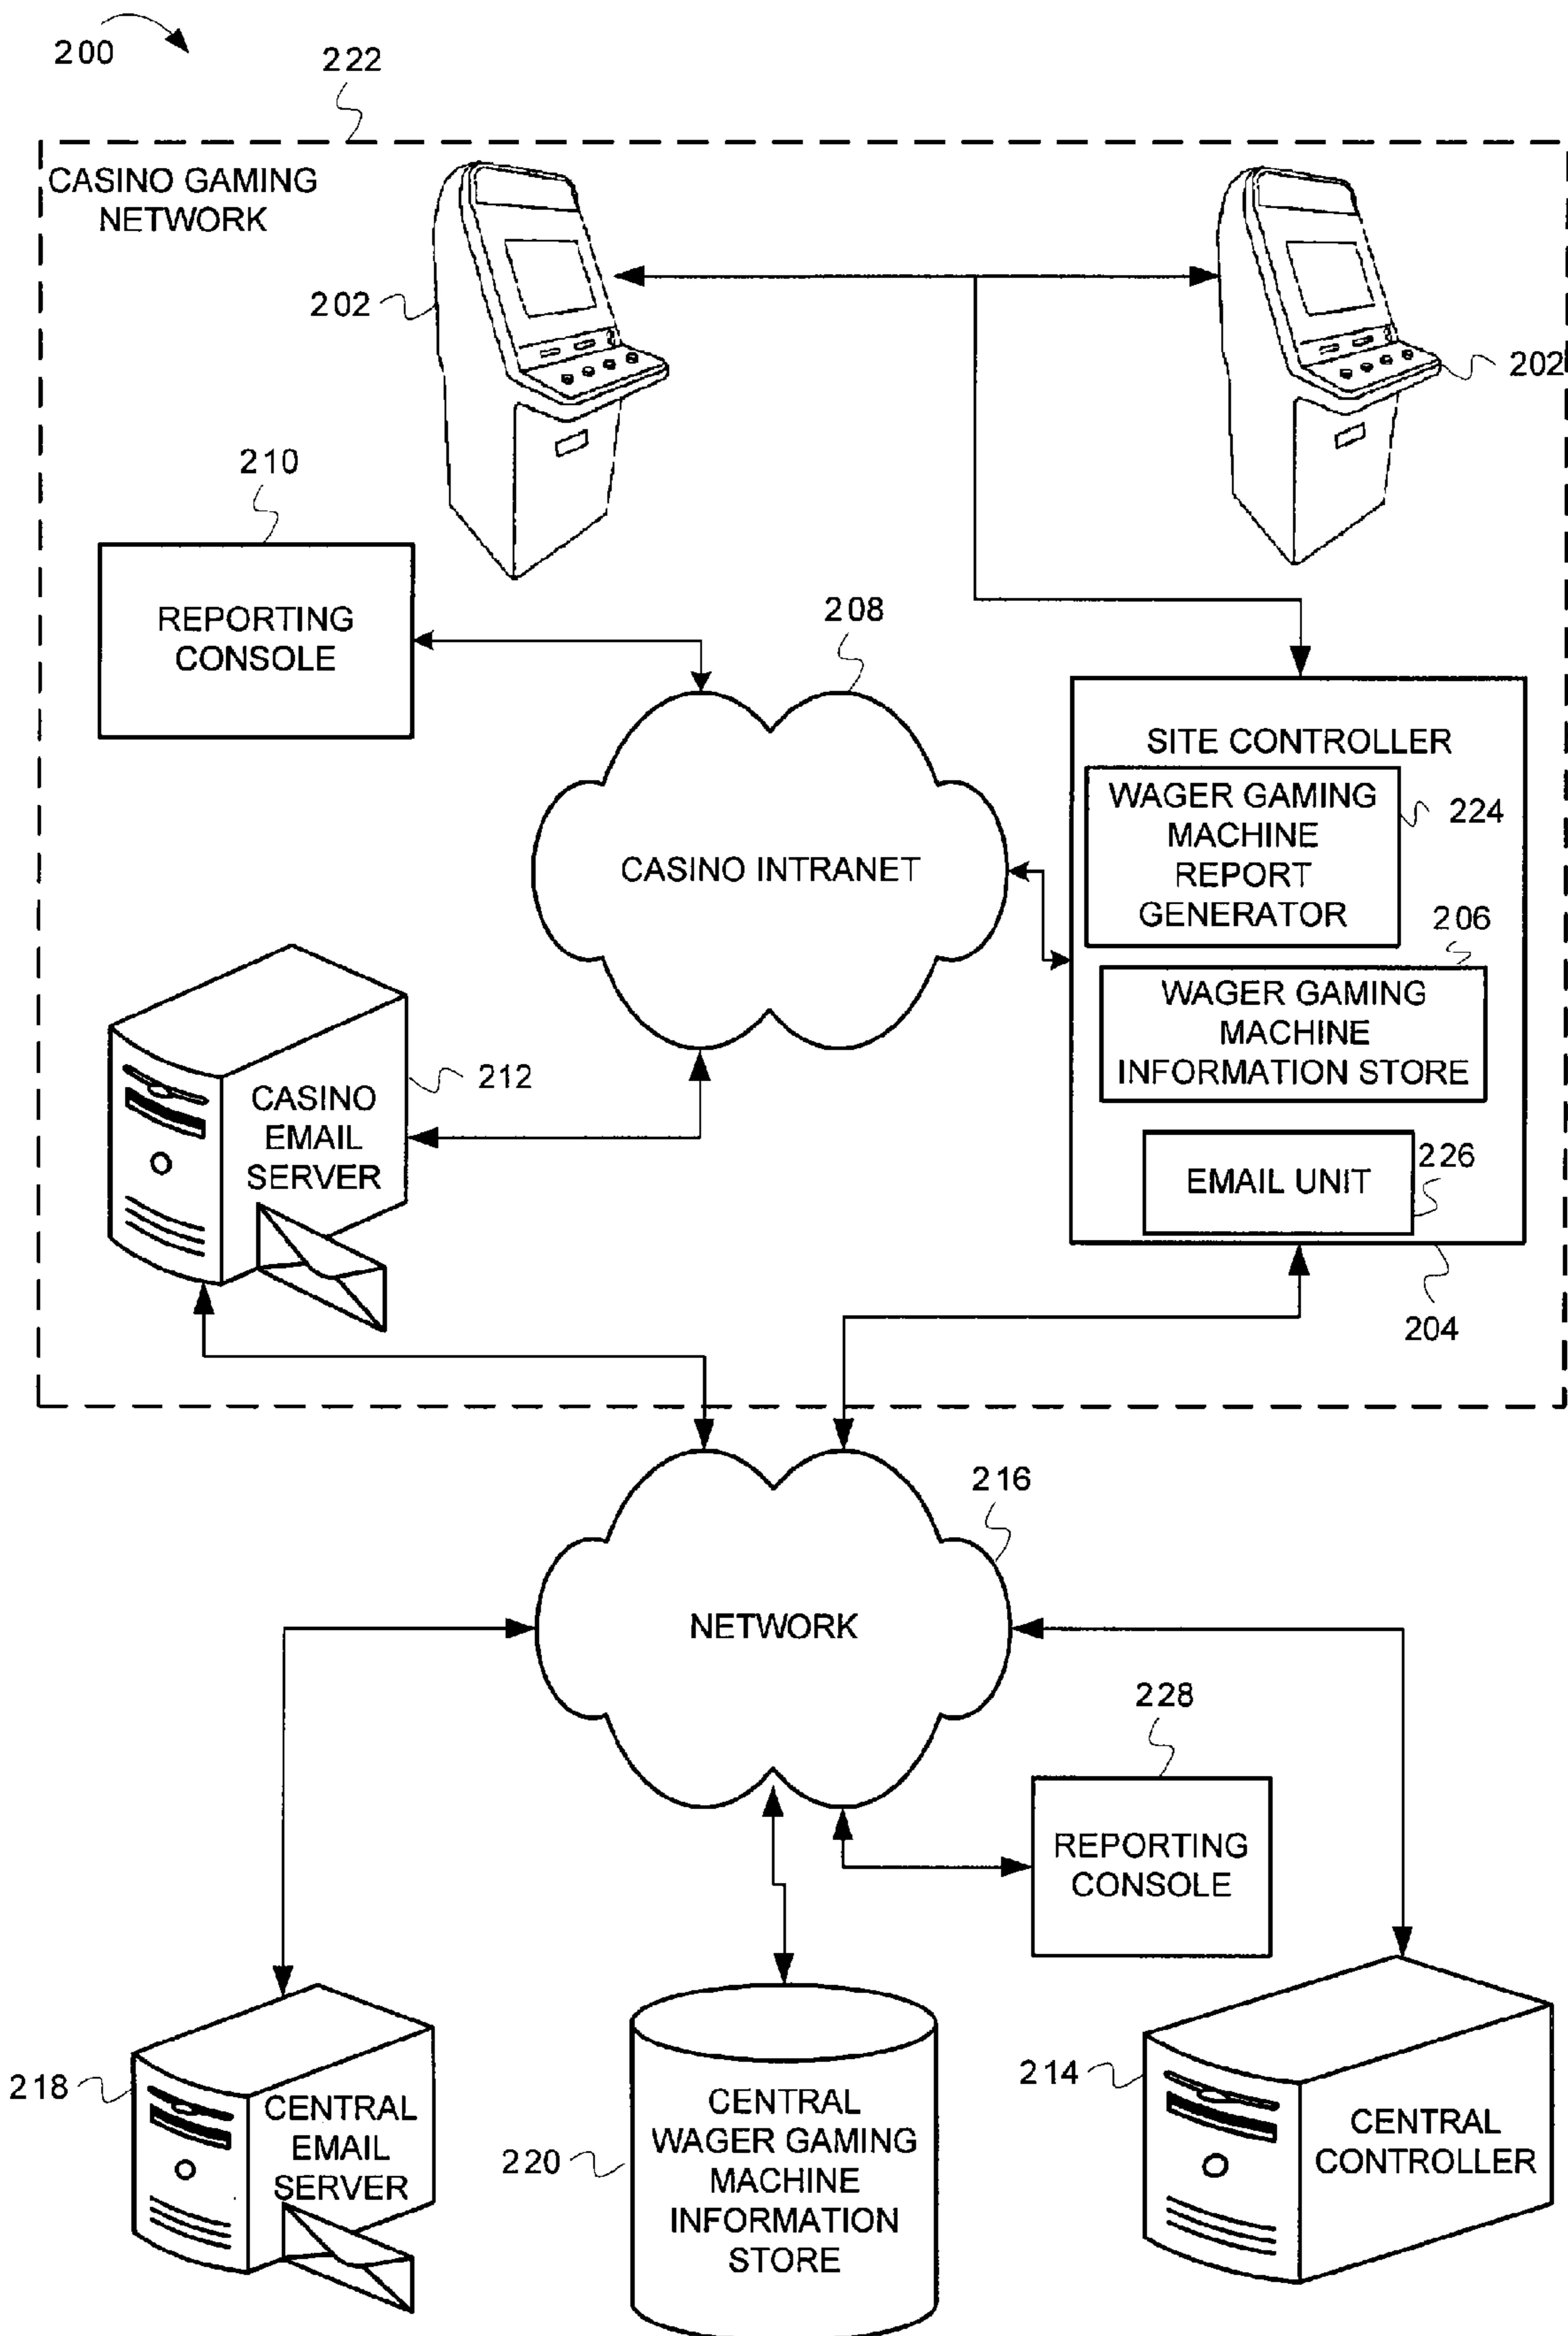 200
222
CASINO GAMING
NETWORK
202
202
210
REPORTING
CONSOLE
208
SITE CONTROLLER
WAGER GAMING
MACHINE
REPORT
GENERATOR
224
CASINO INTRANET
206
WAGER GAMING
MACHINE
INFORMATION STORE
212
CASINO
EMAIL
SERVER
226
EMAIL UNIT
204
216
NETWORK
228
REPORTING
CONSOLE
218
CENTRAL
EMAIL
SERVER
220
CENTRAL
WAGER GAMING
MACHINE
INFORMATION
STORE
214
CENTRAL
CONTROLLER